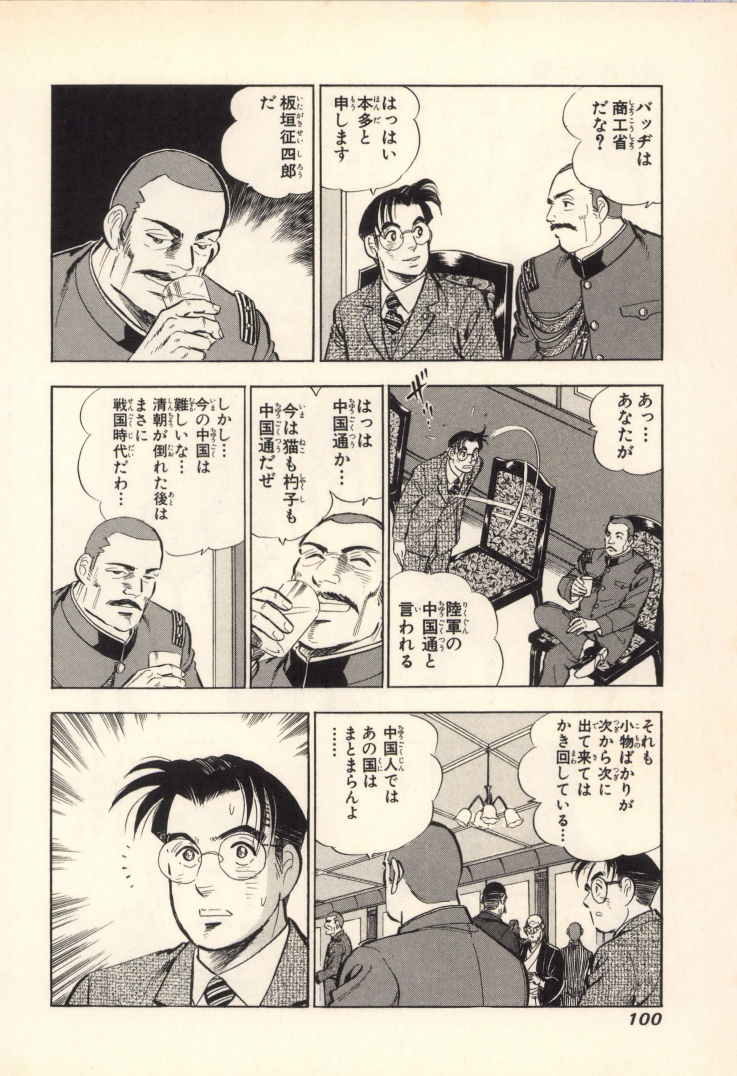 バッヂは
商工省
だな?
はっはい
本多と
申します
板垣征四郎
だ
あっ…
あなたが
ガガッ
陸軍の
中国通と
言われる
はっは
中国通か…
今は猫も杓子も
中国通だぜ
しかし…
今の中国は
難しいな…
清朝が倒れた後は
まさに
戦国時代だわ…
それも
小物ばかりが
次から次に
出て来ては
かき回している…
中国人では
あの国は
まとまらんよ
……
100